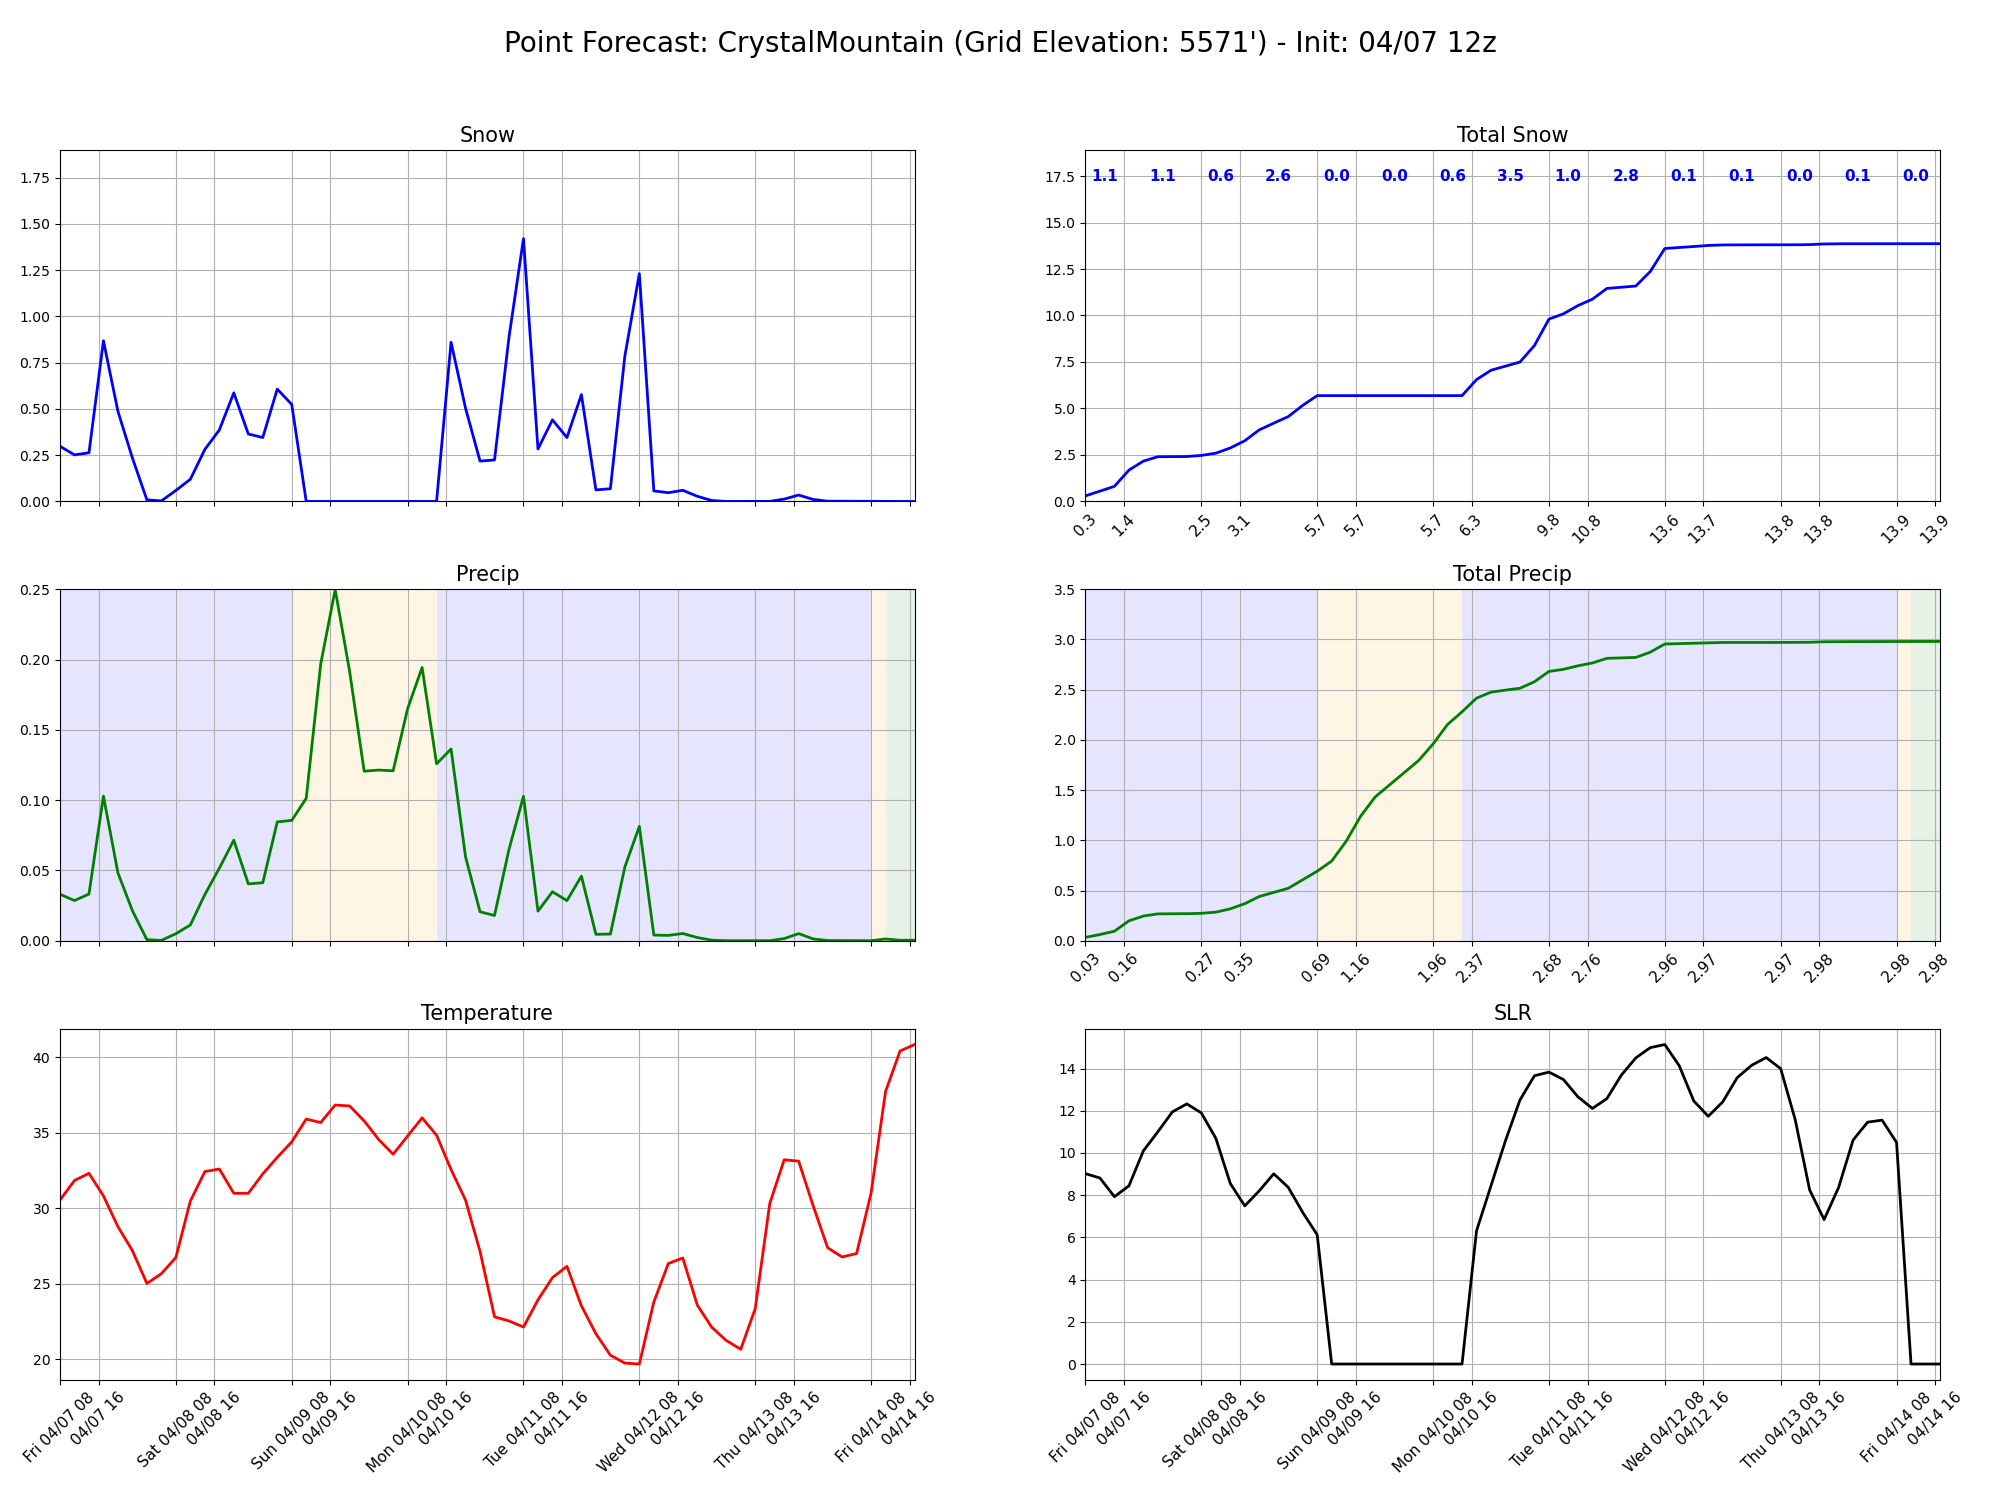 Point Forecast: CrystalMountain (Grid Elevation: 5571') - Init: 04/07 12z
Snow
1.75
1.50
1.25
1.00
0.75
0.50
0.25
0.00
Total Snow
1.1 1.1 0.6 2.6 0.0 0.0 0.6 3.5 1.0 2.8 0.1 0.1 0.0 0.1 0.0
17.5
15.0
12.5
10.0
7.5
5.0
2.5
0.0
0.3 1.4 2.5 3.1 5.7 5.7 5.7 6.3 9.8 10.8 13.6 13.7 13.8 13.8 13.9 13.9
Precip
0.25
0.20
0.15
0.10
0.05
0.00
Total Precip
3.5
3.0
2.5
2.0
1.5
1.0
0.5
0.0
0.03 0.16 0.27 0.35 0.69 1.16 1.96 2.37 2.68 2.76 2.96 2.97 2.97 2.98 2.98 2.98
Temperature
40
35
30
25
20
Fri 04/07 08
04/07 16
Sat 04/08 08
04/08 16
Sun 04/09 08
04/09 16
Mon 04/10 08
04/10 16
Tue 04/11 08
04/11 16
Wed 04/12 08
04/12 16
Thu 04/13 08
04/13 16
Fri 04/14 08
04/14 16
SLR
14
12
10
8
6
4
2
0
Fri 04/07 08
04/07 16
Sat 04/08 08
04/08 16
Sun 04/09 08
04/09 16
Mon 04/10 08
04/10 16
Tue 04/11 08
04/11 16
Wed 04/12 08
04/12 16
Thu 04/13 08
04/13 16
Fri 04/14 08
04/14 16